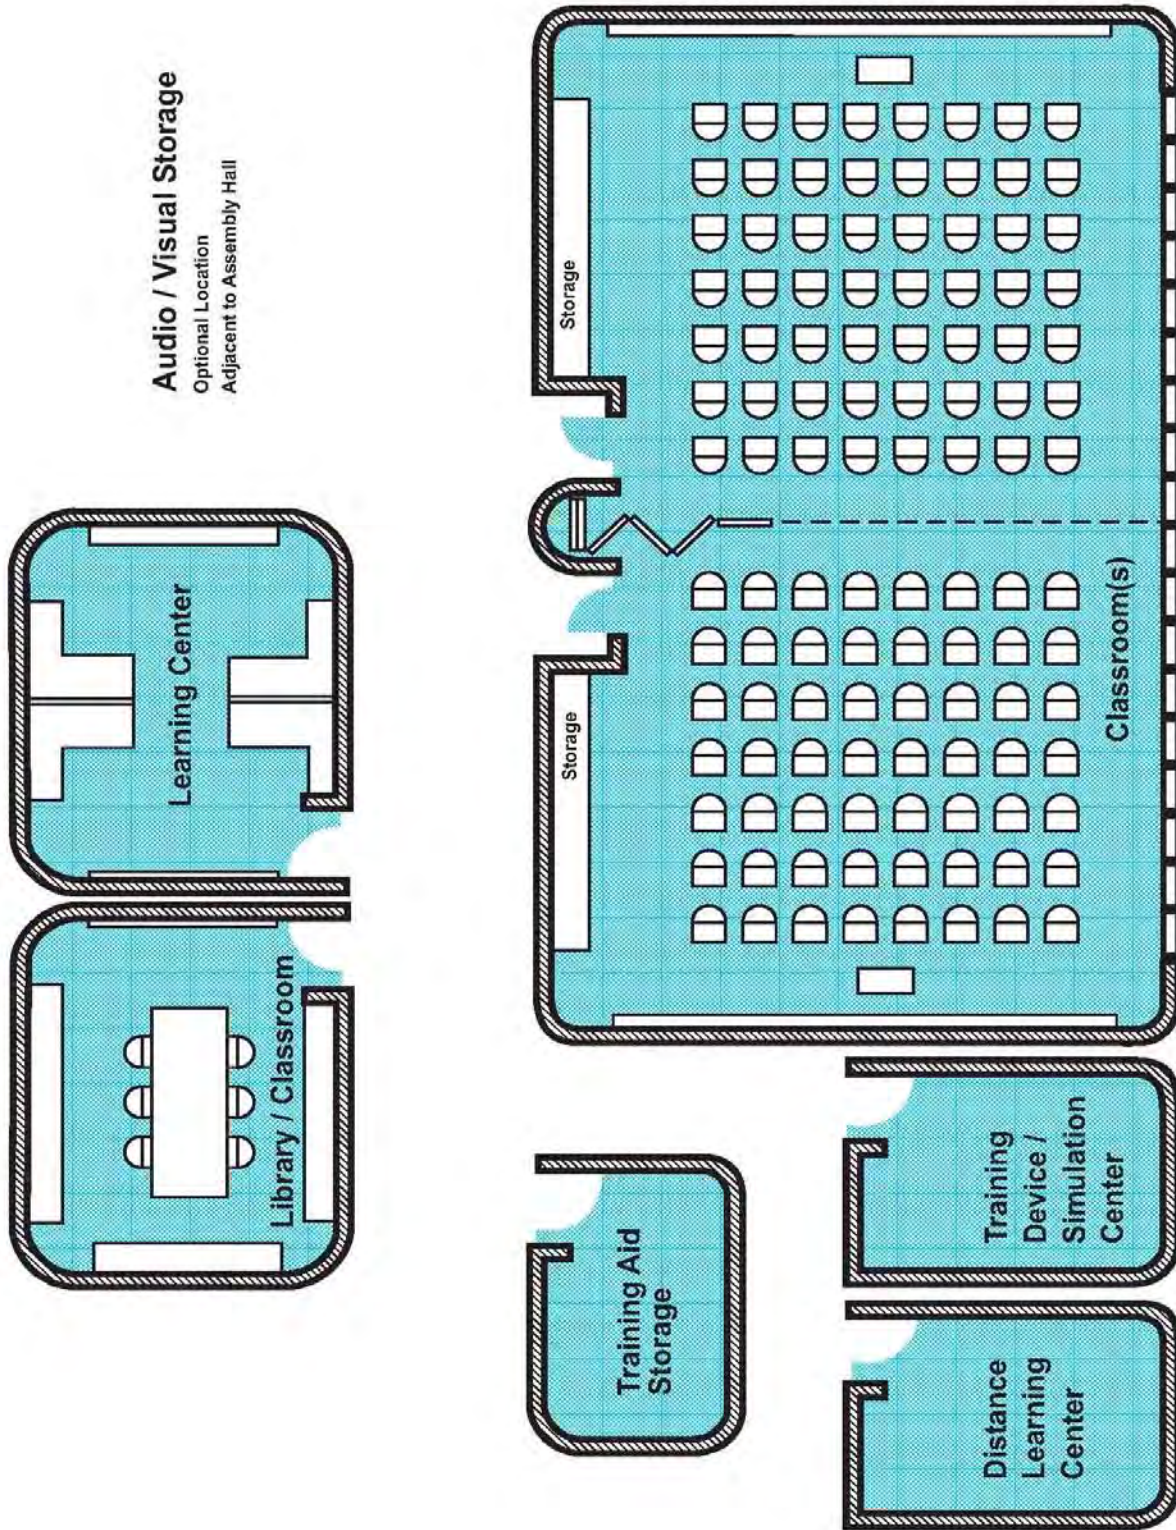 Audio / Visual Storage
Optional Location
Adjacent to Assembly Hall
Learning Center
Library / Classroom
Storage
Storage
Classroom(s)
Training Aid
Storage
Training
Device /
Simulation
Center
Distance
Learning
Center